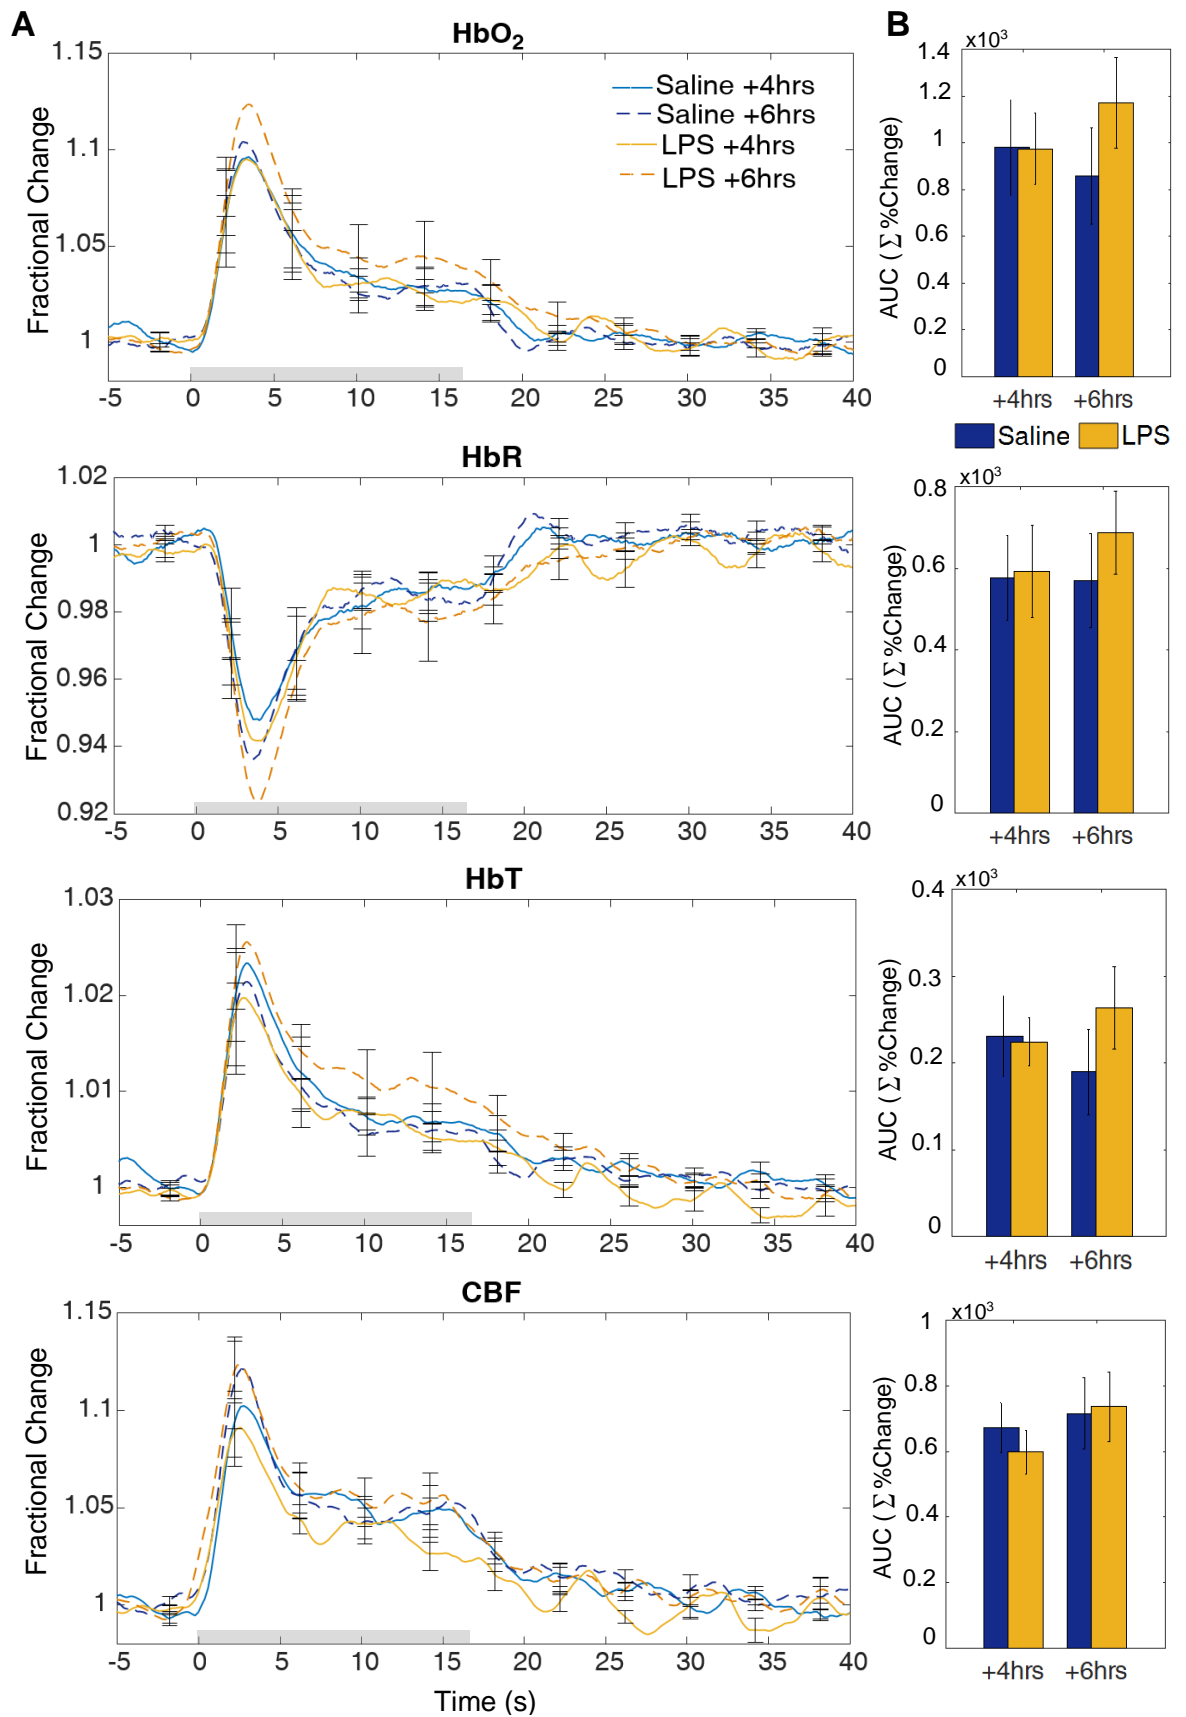 A
B
HbO2
x10³
1.15
1.1
1.05
1
Fractional Change
Saline +4hrs
Saline +6hrs
LPS +4hrs
LPS +6hrs
-5 0 5 10 15 20 25 30 35 40
1.4
1.2
1
0.8
0.6
0.4
0.2
0
AUC (∑%Change)
+4hrs +6hrs
Saline LPS
HbR
1.02
1
0.98
0.96
0.94
0.92
Fractional Change
-5 0 5 10 15 20 25 30 35 40
x10³
0.8
0.6
0.4
0.2
0
AUC (∑%Change)
+4hrs +6hrs
HbT
1.03
1.02
1.01
1
Fractional Change
-5 0 5 10 15 20 25 30 35 40
x10³
0.4
0.3
0.2
0.1
0
AUC (∑%Change)
+4hrs +6hrs
CBF
1.15
1.1
1.05
1
Fractional Change
-5 0 5 10 15 20 25 30 35 40
Time (s)
x10³
1
0.8
0.6
0.4
0.2
0
AUC (∑%Change)
+4hrs +6hrs